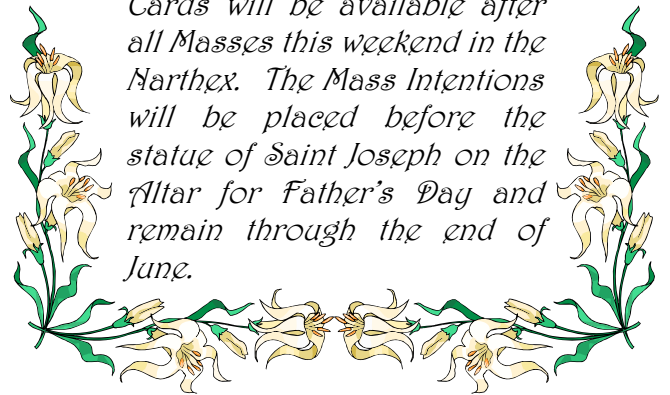 Cards will be available after
all Masses this weekend in the
Narthex. The Mass Intentions
will be placed before the
statue of Saint Joseph on the
Altar for Father's Day and
remain through the end of
June.